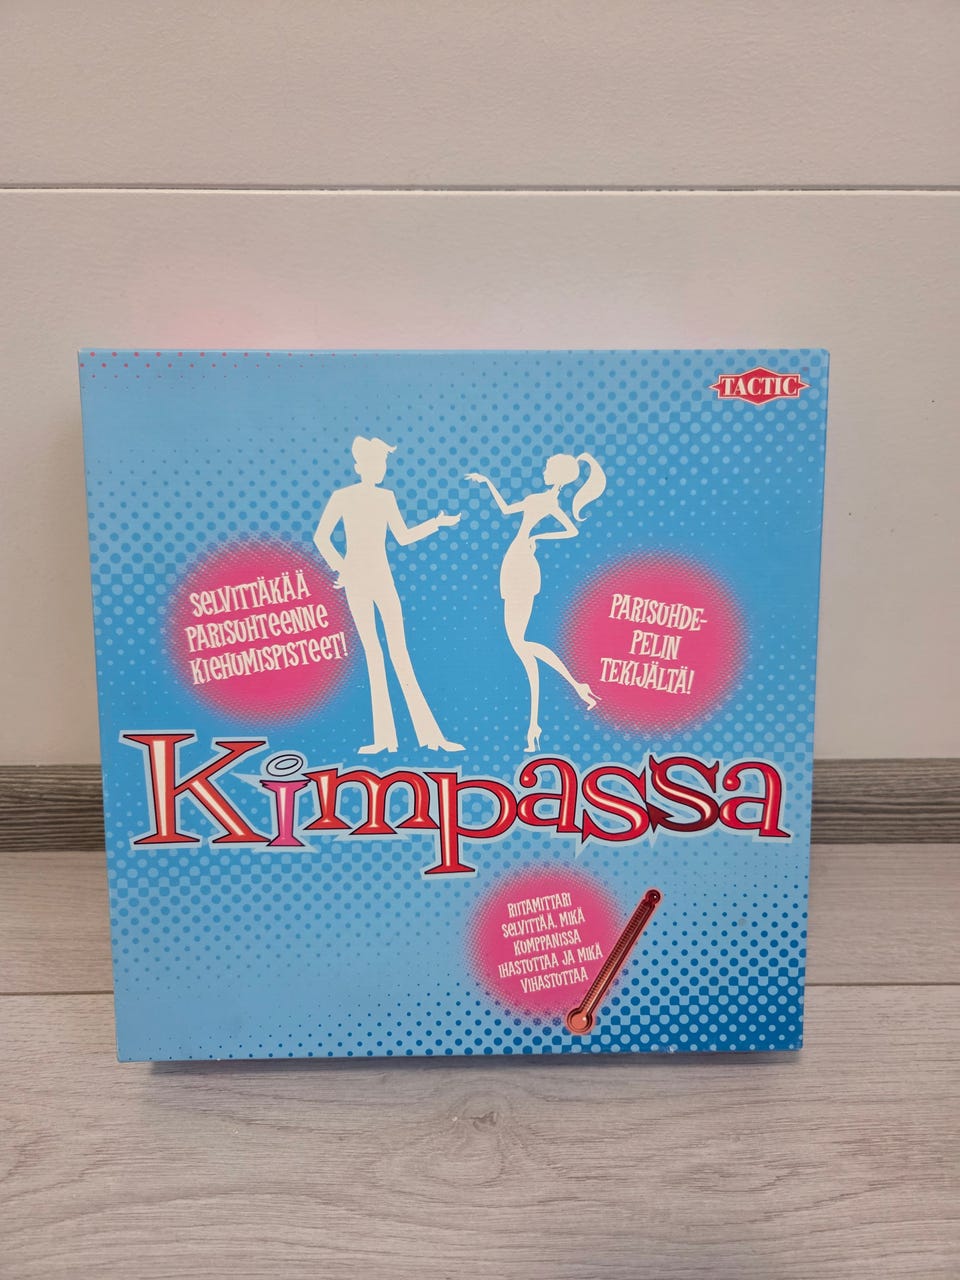 TACTIC
SELVITTÄKÄÄ
PARISUHTEENNE
KIEHUMISPISTEET!
PARISUHDE-
PELIN
TEKIJÄLTÄ!
Kimpassa
RIITAMITTARI
SELVITTÄÄ, MIKÄ
KUMPPANISSA
IHASTUTTAA JA MIKÄ
VIHASTUTTAA